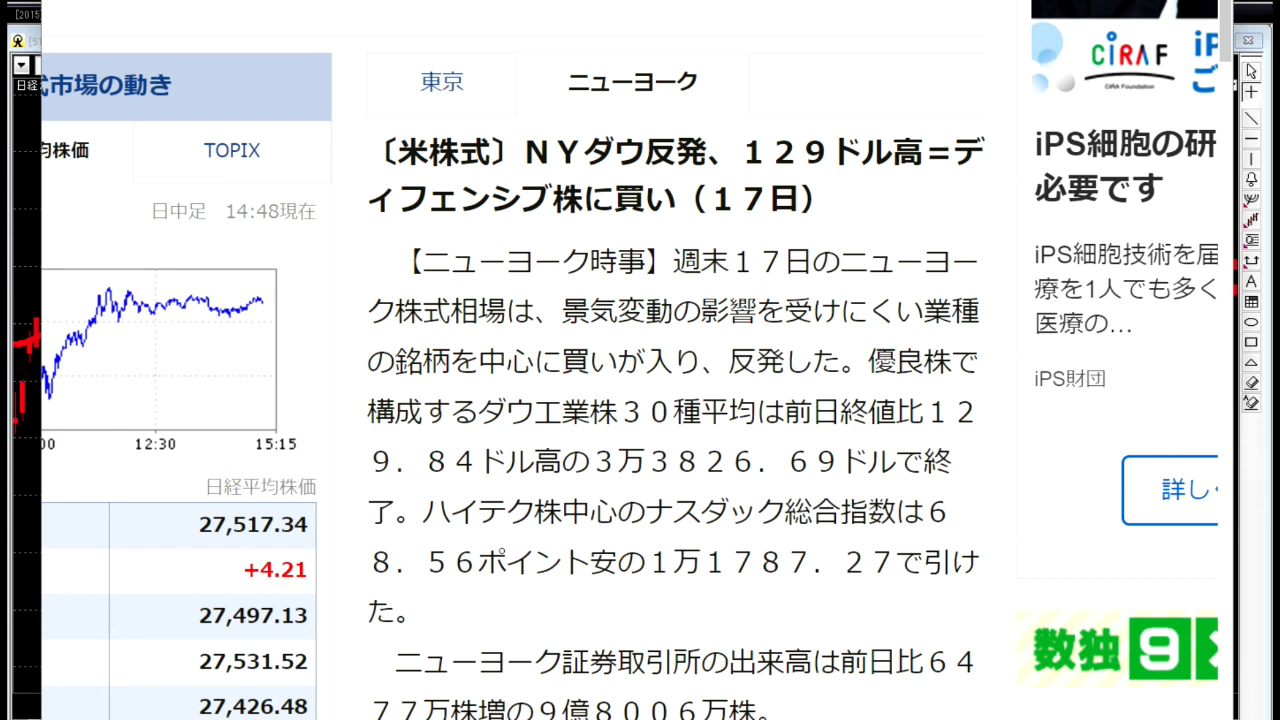 [2015]
日経
市場の動き
均株価
TOPIX
日中足 14:48現在
:00
12:30
15:15
日経平均株価
27,517.34
+4.21
27,497.13
27,531.52
27,426.48
東京
ニューヨーク
〔米株式〕ＮＹダウ反発、１２９ドル高＝デ
ィフェンシブ株に買い（１７日）
【ニューヨーク時事】週末１７日のニューヨー
ク株式相場は、景気変動の影響を受けにくい業種
の銘柄を中心に買いが入り、反発した。優良株で
構成するダウ工業株３０種平均は前日終値比１２
９．８４ドル高の３万３８２６．６９ドルで終
了。ハイテク株中心のナスダック総合指数は６
８．５６ポイント安の１万１７８７．２７で引け
た。
ニューヨーク証券取引所の出来高は前日比６４
７７万株増の９億８００６万株。
CiRA F
CiRA Foundation
iP
ご
iPS細胞の研
必要です
iPS細胞技術を届
療を1人でも多く
医療の...
iPS財団
詳しく
数独9